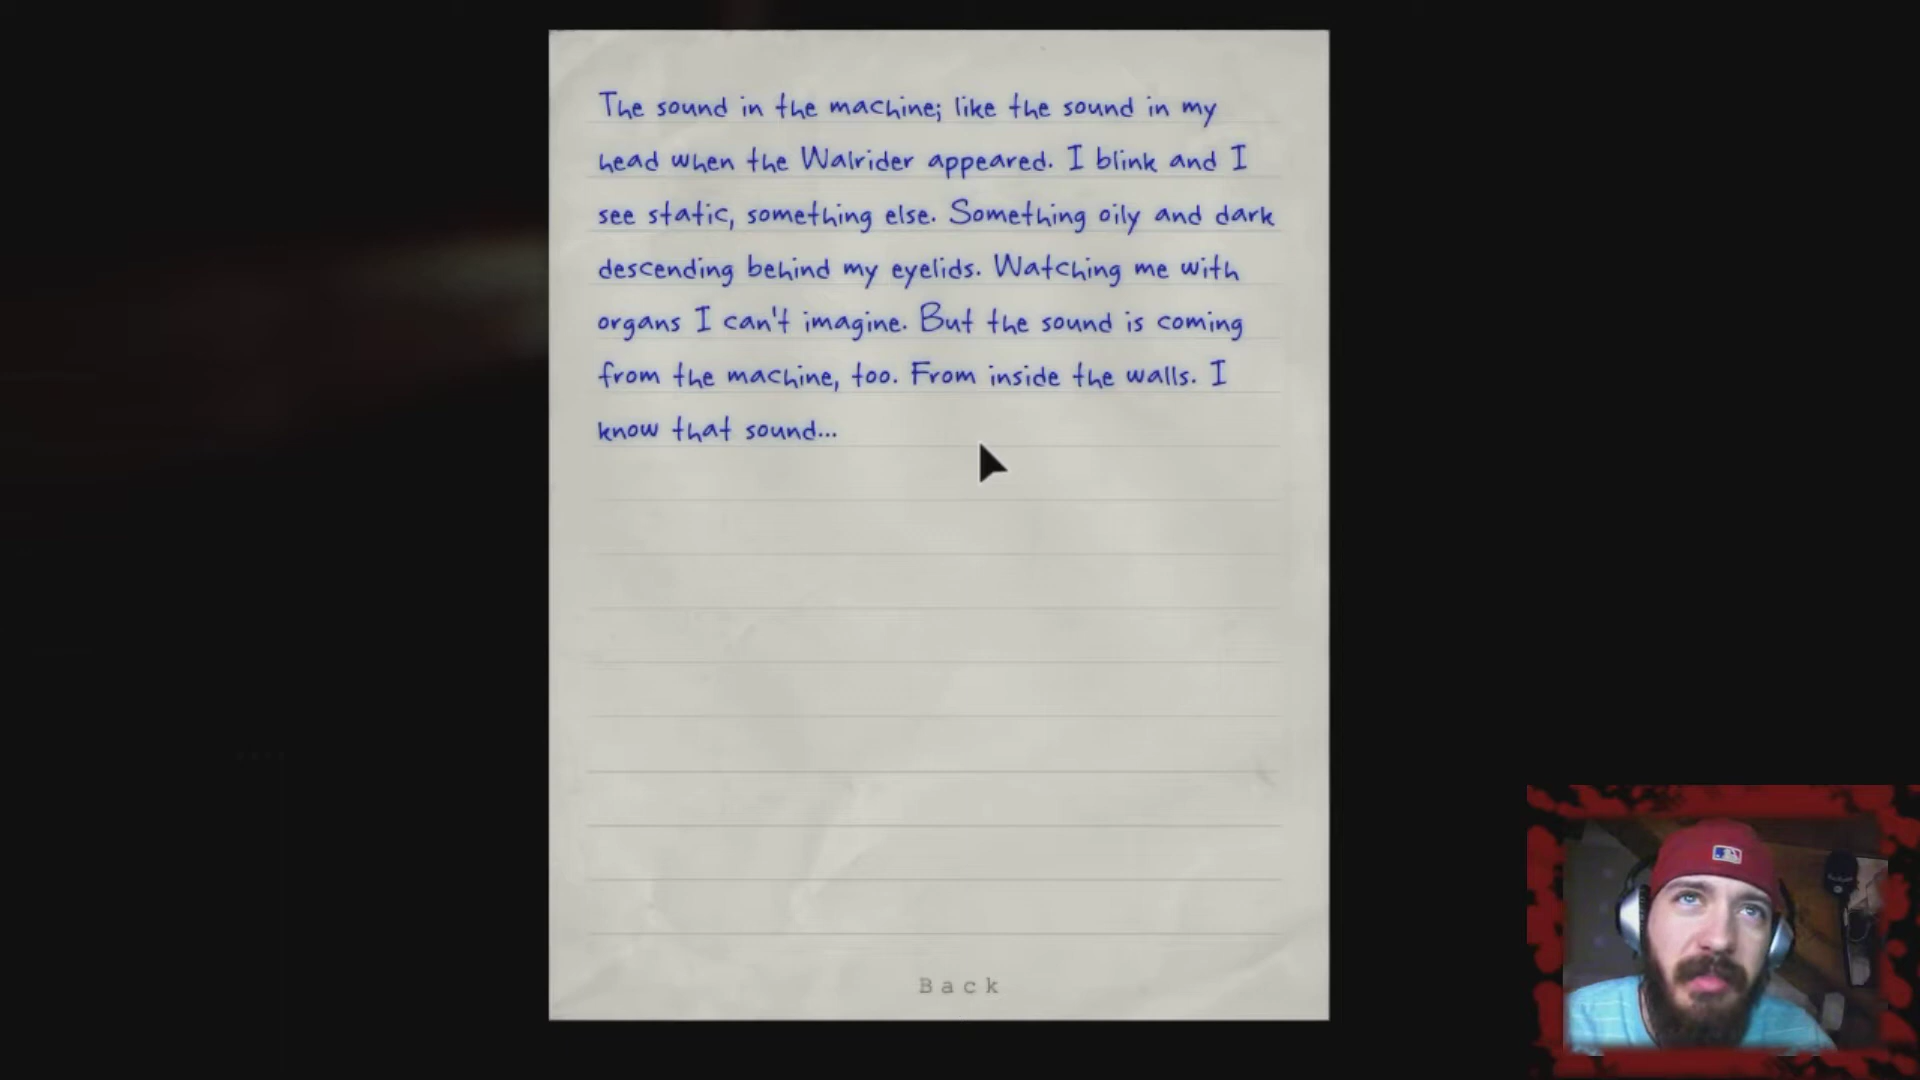 The sound in the machine; like the sound in my
head when the Walrider appeared. I blink and I
see static, something else. Something oily and dark
descending behind my eyelids. Watching me with
organs I can't imagine. But the sound is coming
from the machine, too. From inside the walls. I
know that sound...
Back